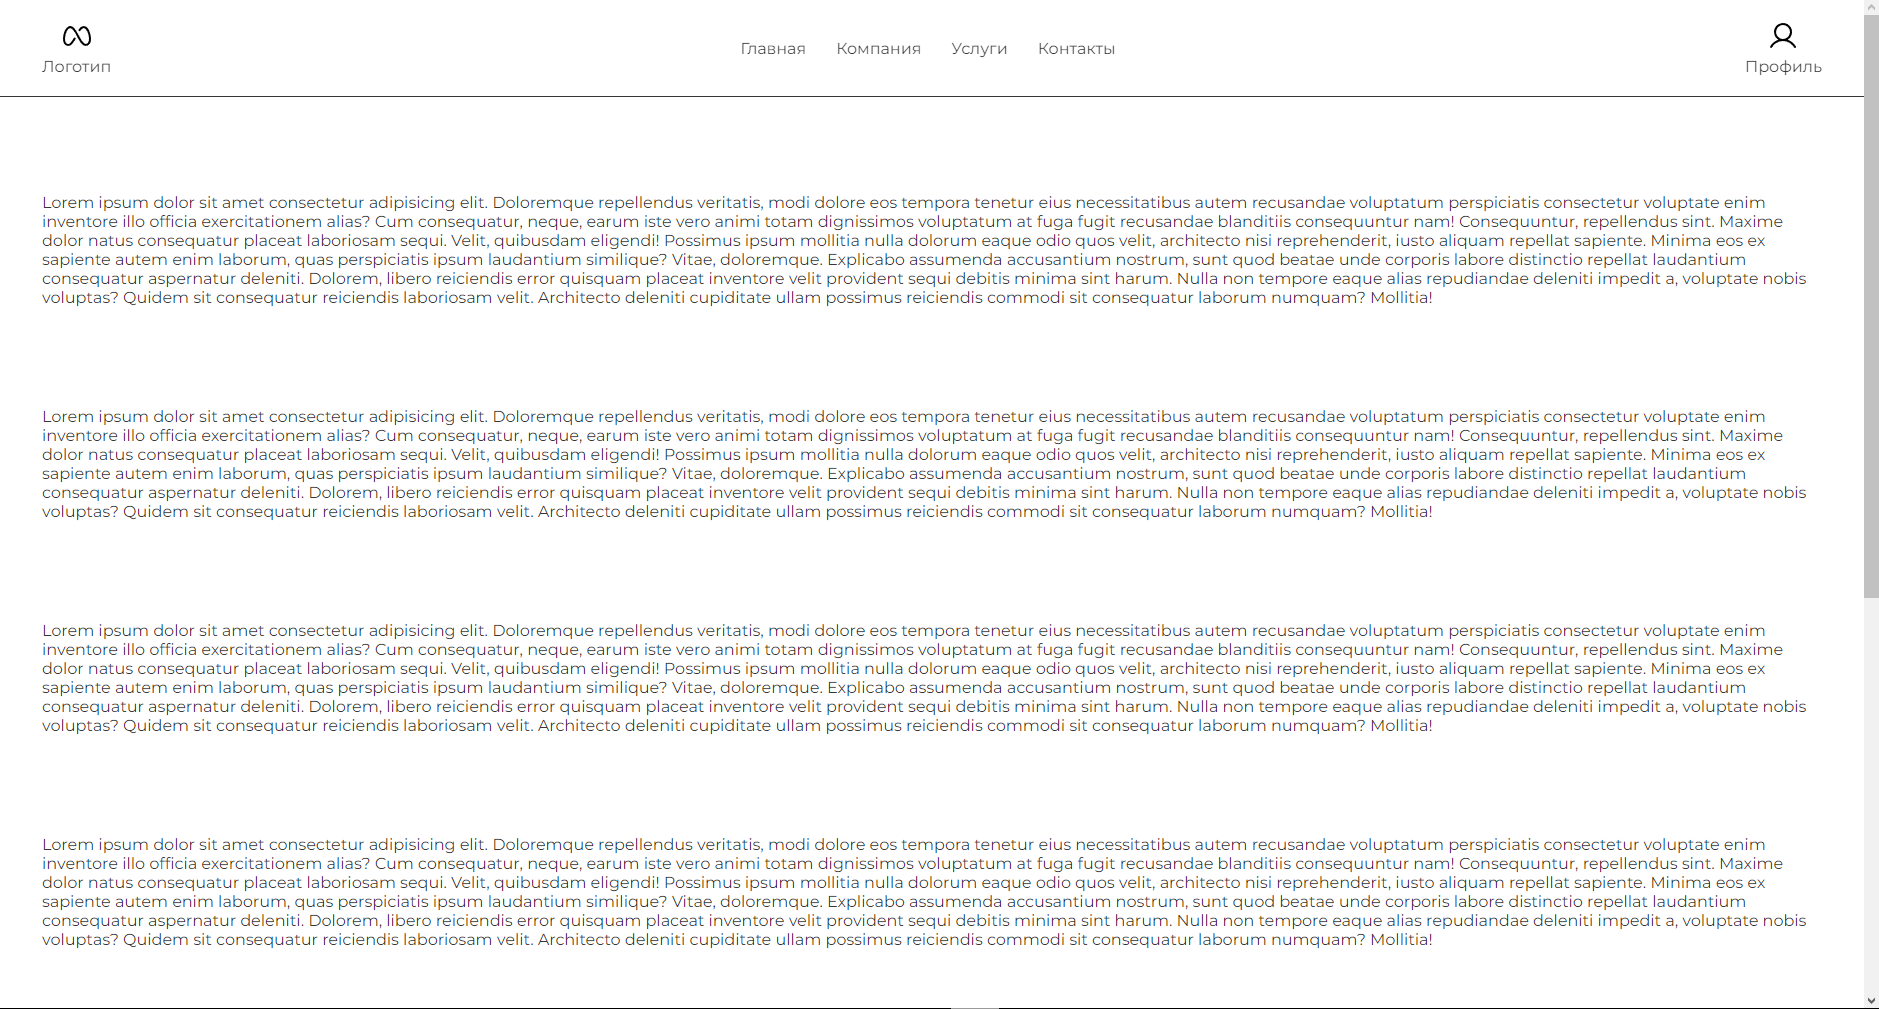 Логотип
Главная Компания Услуги Контакты
Профиль
Lorem ipsum dolor sit amet consectetur adipisicing elit. Doloremque repellendus veritatis, modi dolore eos tempora tenetur eius necessitatibus autem recusandae voluptatum perspiciatis consectetur voluptate enim
inventore illo officia exercitationem alias? Cum consequatur, neque, earum iste vero animi totam dignissimos voluptatum at fuga fugit recusandae blanditiis consequuntur nam! Consequuntur, repellendus sint. Maxime
dolor natus consequatur placeat laboriosam sequi. Velit, quibusdam eligendi! Possimus ipsum mollitia nulla dolorum eaque odio quos velit, architecto nisi reprehenderit, iusto aliquam repellat sapiente. Minima eos ex
sapiente autem enim laborum, quas perspiciatis ipsum laudantium similique? Vitae, doloremque. Explicabo assumenda accusantium nostrum, sunt quod beatae unde corporis labore distinctio repellat laudantium
consequatur aspernatur deleniti. Dolorem, libero reiciendis error quisquam placeat inventore velit provident sequi debitis minima sint harum. Nulla non tempore eaque alias repudiandae deleniti impedit a, voluptate nobis
voluptas? Quidem sit consequatur reiciendis laboriosam velit. Architecto deleniti cupiditate ullam possimus reiciendis commodi sit consequatur laborum numquam? Mollitia!
Lorem ipsum dolor sit amet consectetur adipisicing elit. Doloremque repellendus veritatis, modi dolore eos tempora tenetur eius necessitatibus autem recusandae voluptatum perspiciatis consectetur voluptate enim
inventore illo officia exercitationem alias? Cum consequatur, neque, earum iste vero animi totam dignissimos voluptatum at fuga fugit recusandae blanditiis consequuntur nam! Consequuntur, repellendus sint. Maxime
dolor natus consequatur placeat laboriosam sequi. Velit, quibusdam eligendi! Possimus ipsum mollitia nulla dolorum eaque odio quos velit, architecto nisi reprehenderit, iusto aliquam repellat sapiente. Minima eos ex
sapiente autem enim laborum, quas perspiciatis ipsum laudantium similique? Vitae, doloremque. Explicabo assumenda accusantium nostrum, sunt quod beatae unde corporis labore distinctio repellat laudantium
consequatur aspernatur deleniti. Dolorem, libero reiciendis error quisquam placeat inventore velit provident sequi debitis minima sint harum. Nulla non tempore eaque alias repudiandae deleniti impedit a, voluptate nobis
voluptas? Quidem sit consequatur reiciendis laboriosam velit. Architecto deleniti cupiditate ullam possimus reiciendis commodi sit consequatur laborum numquam? Mollitia!
Lorem ipsum dolor sit amet consectetur adipisicing elit. Doloremque repellendus veritatis, modi dolore eos tempora tenetur eius necessitatibus autem recusandae voluptatum perspiciatis consectetur voluptate enim
inventore illo officia exercitationem alias? Cum consequatur, neque, earum iste vero animi totam dignissimos voluptatum at fuga fugit recusandae blanditiis consequuntur nam! Consequuntur, repellendus sint. Maxime
dolor natus consequatur placeat laboriosam sequi. Velit, quibusdam eligendi! Possimus ipsum mollitia nulla dolorum eaque odio quos velit, architecto nisi reprehenderit, iusto aliquam repellat sapiente. Minima eos ex
sapiente autem enim laborum, quas perspiciatis ipsum laudantium similique? Vitae, doloremque. Explicabo assumenda accusantium nostrum, sunt quod beatae unde corporis labore distinctio repellat laudantium
consequatur aspernatur deleniti. Dolorem, libero reiciendis error quisquam placeat inventore velit provident sequi debitis minima sint harum. Nulla non tempore eaque alias repudiandae deleniti impedit a, voluptate nobis
voluptas? Quidem sit consequatur reiciendis laboriosam velit. Architecto deleniti cupiditate ullam possimus reiciendis commodi sit consequatur laborum numquam? Mollitia!
Lorem ipsum dolor sit amet consectetur adipisicing elit. Doloremque repellendus veritatis, modi dolore eos tempora tenetur eius necessitatibus autem recusandae voluptatum perspiciatis consectetur voluptate enim
inventore illo officia exercitationem alias? Cum consequatur, neque, earum iste vero animi totam dignissimos voluptatum at fuga fugit recusandae blanditiis consequuntur nam! Consequuntur, repellendus sint. Maxime
dolor natus consequatur placeat laboriosam sequi. Velit, quibusdam eligendi! Possimus ipsum mollitia nulla dolorum eaque odio quos velit, architecto nisi reprehenderit, iusto aliquam repellat sapiente. Minima eos ex
sapiente autem enim laborum, quas perspiciatis ipsum laudantium similique? Vitae, doloremque. Explicabo assumenda accusantium nostrum, sunt quod beatae unde corporis labore distinctio repellat laudantium
consequatur aspernatur deleniti. Dolorem, libero reiciendis error quisquam placeat inventore velit provident sequi debitis minima sint harum. Nulla non tempore eaque alias repudiandae deleniti impedit a, voluptate nobis
voluptas? Quidem sit consequatur reiciendis laboriosam velit. Architecto deleniti cupiditate ullam possimus reiciendis commodi sit consequatur laborum numquam? Mollitia!